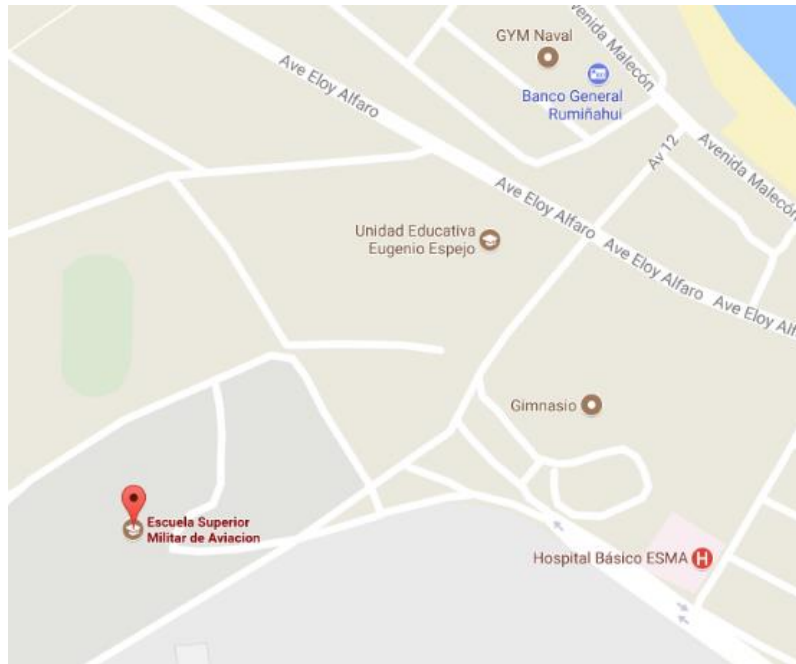 GYM Naval
Avenida Malecón
Ave Eloy Alfaro
Banco General
Rumiñahui
Av 12
Avenida Malecón
Ave Eloy Alfaro
Unidad Educativa
Eugenio Espejo
Ave Eloy Alfaro
Ave Eloy Alf
Gimnasio
Escuela Superior
Militar de Aviacion
Hospital Básico ESMA
H